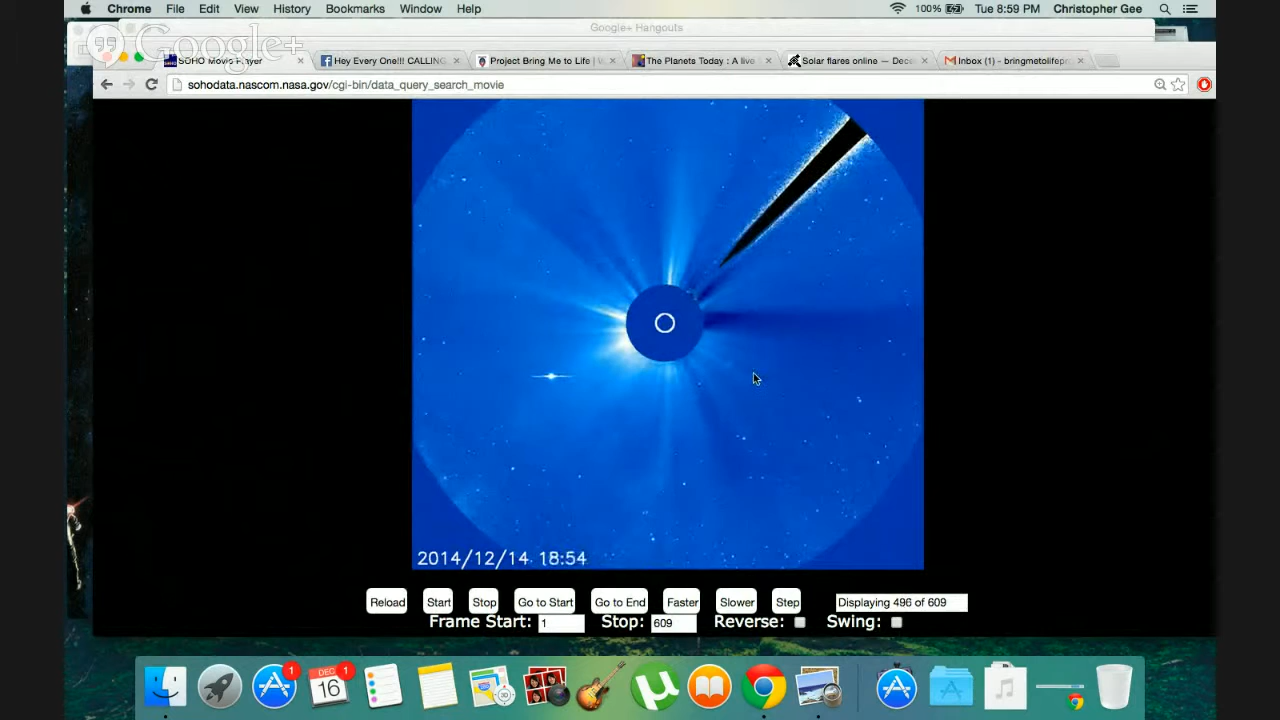 Chrome File Edit View History Bookmarks Window Help 100% Tue 8:59 PM Christopher Gee
Google+ Hangouts
Google+
SOHO Movie Player Hey Every One!!! CALLING Project Bring Me to Life | W The Planets Today : A live Solar flares online — Dece Inbox (1) - bringmetolifepr
sohodata.nascom.nasa.gov/cgi-bin/data_query_search_movie
2014/12/14 18:54
Reload Start Stop Go to Start Go to End Faster Slower Step Displaying 496 of 609
Frame Start: 1 Stop: 609 Reverse: Swing:
1 DEC 1
16